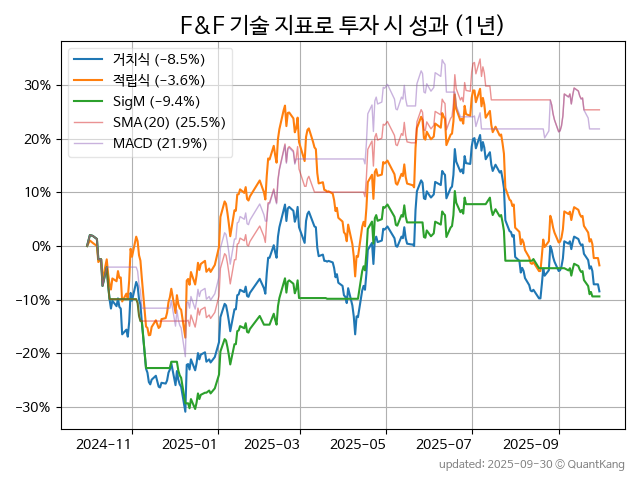 F&F 기술 지표로 투자 시 성과 (1년)
거치식 (-8.5%)
적립식 (-3.6%)
SigM (-9.4%)
SMA(20) (25.5%)
MACD (21.9%)
30%
20%
10%
0%
-10%
-20%
-30%
2024-11 2025-01 2025-03 2025-05 2025-07 2025-09
updated: 2025-09-30 © QuantKang